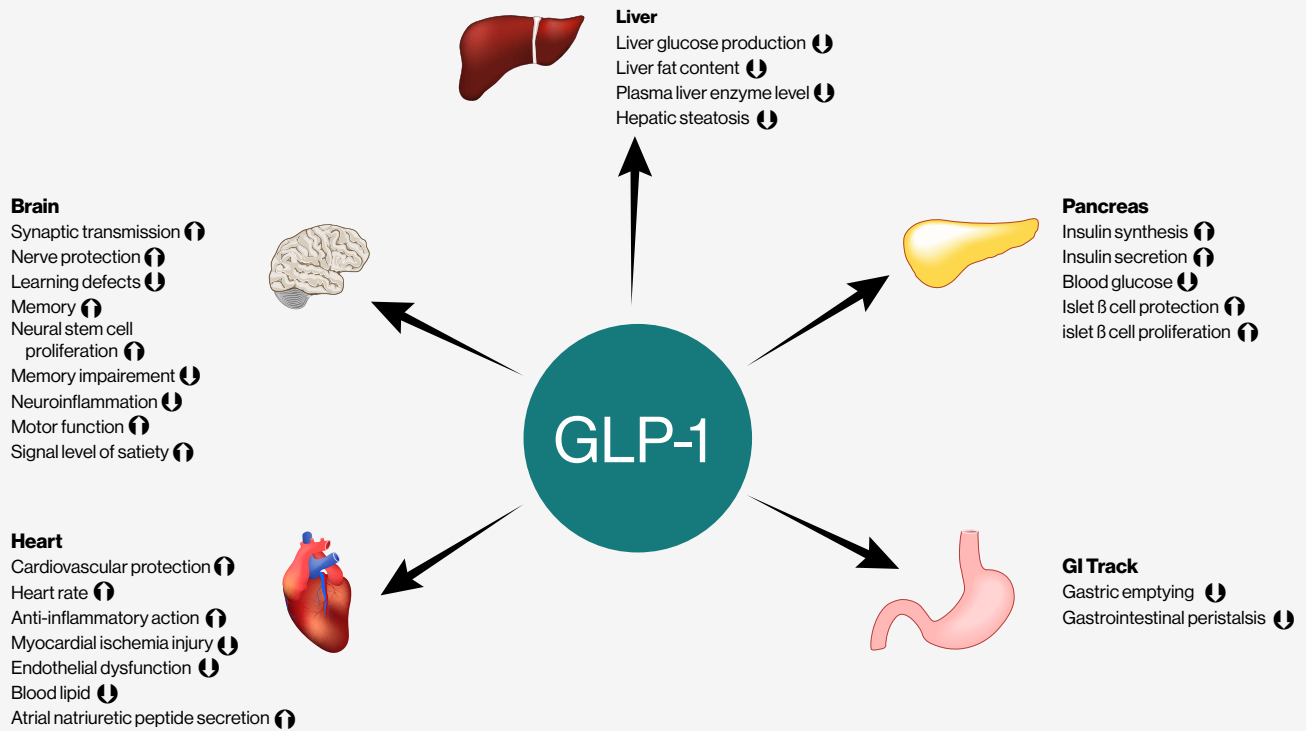 Liver
Liver glucose production
Liver fat content
Plasma liver enzyme level
Hepatic steatosis
Brain
Synaptic transmission
Nerve protection
Learning defects
Memory
Neural stem cell
proliferation
Memory impairment
Neuroinflammation
Motor function
Signal level of satiety
Pancreas
Insulin synthesis
Insulin secretion
Blood glucose
Islet ß cell protection
islet ß cell proliferation
GLP-1
Heart
Cardiovascular protection
Heart rate
Anti-inflammatory action
Myocardial ischemia injury
Endothelial dysfunction
Blood lipid
Atrial natriuretic peptide secretion
GI Track
Gastric emptying
Gastrointestinal peristalsis